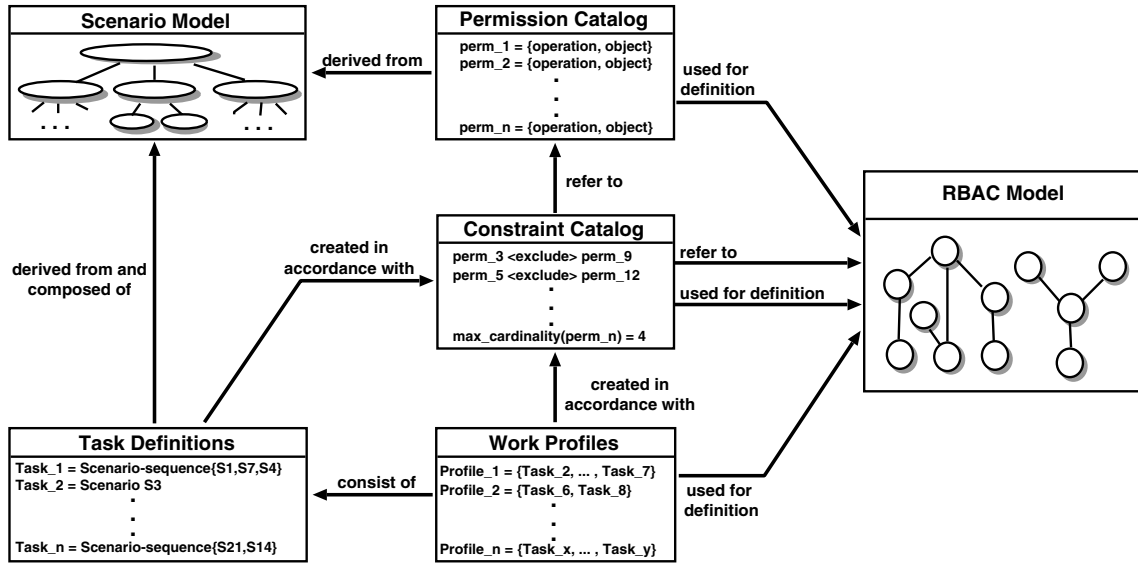 Scenario Model
. . .
. . .
derived from
Permission Catalog
perm_1 = {operation, object}
perm_2 = {operation, object}
.
.
.
perm_n = {operation, object}
used for
definition
refer to
RBAC Model
derived from and
composed of
created in
accordance with
Constraint Catalog
perm_3 <exclude> perm_9
perm_5 <exclude> perm_12
.
.
.
max_cardinality(perm_n) = 4
refer to
used for definition
created in
accordance with
Task Definitions
Task_1 = Scenario-sequence{S1,S7,S4}
Task_2 = Scenario S3
.
.
.
Task_n = Scenario-sequence{S21,S14}
consist of
Work Profiles
Profile_1 = {Task_2, ... , Task_7}
Profile_2 = {Task_6, Task_8}
.
.
.
Profile_n = {Task_x, ... , Task_y}
used for
definition